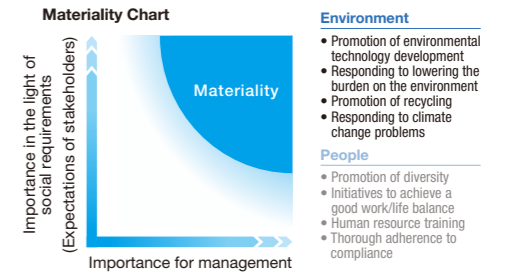 Materiality Chart
Importance in the light of
social requirements
(Expectations of stakeholders)
Materiality
Importance for management
Environment
• Promotion of environmental
technology development
• Responding to lowering the
burden on the environment
• Promotion of recycling
• Responding to climate
change problems
People
• Promotion of diversity
• Initiatives to achieve a
good work/life balance
• Human resource training
• Thorough adherence to
compliance